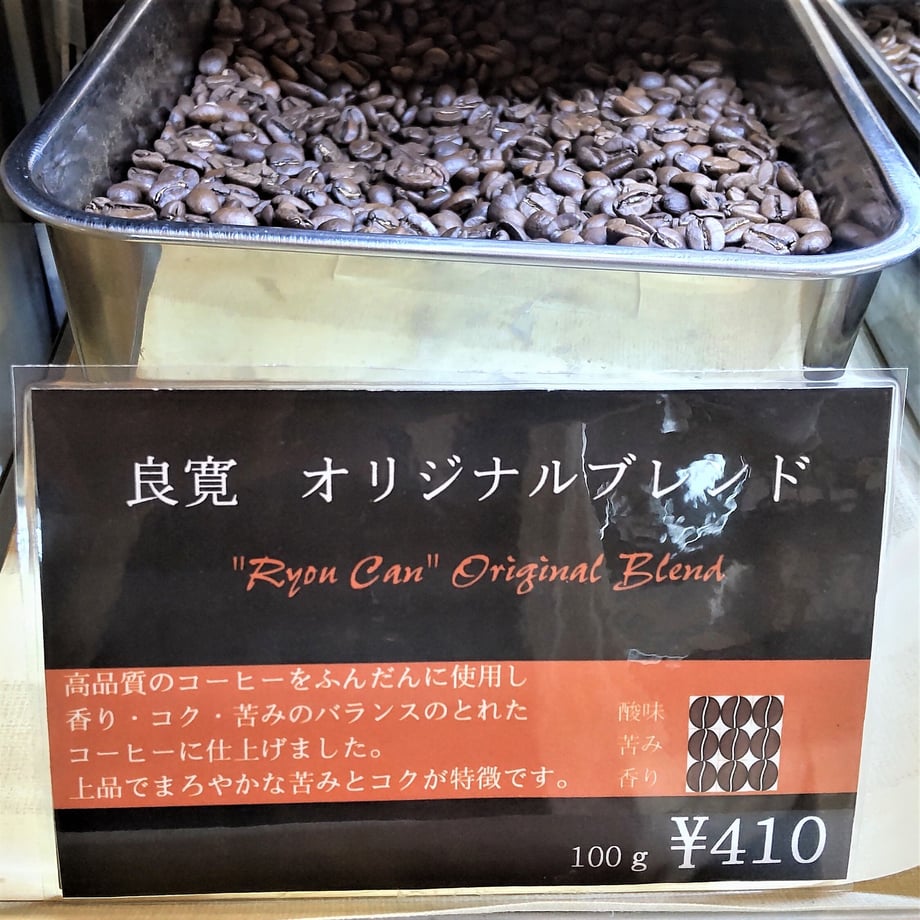 良寛　オリジナルブレンド
"Ryou Can" Original Blend
高品質のコーヒーをふんだんに使用し
香り・コク・苦みのバランスのとれた
コーヒーに仕上げました。
上品でまろやかな苦みとコクが特徴です。
酸味
苦み
香り
100g ¥410